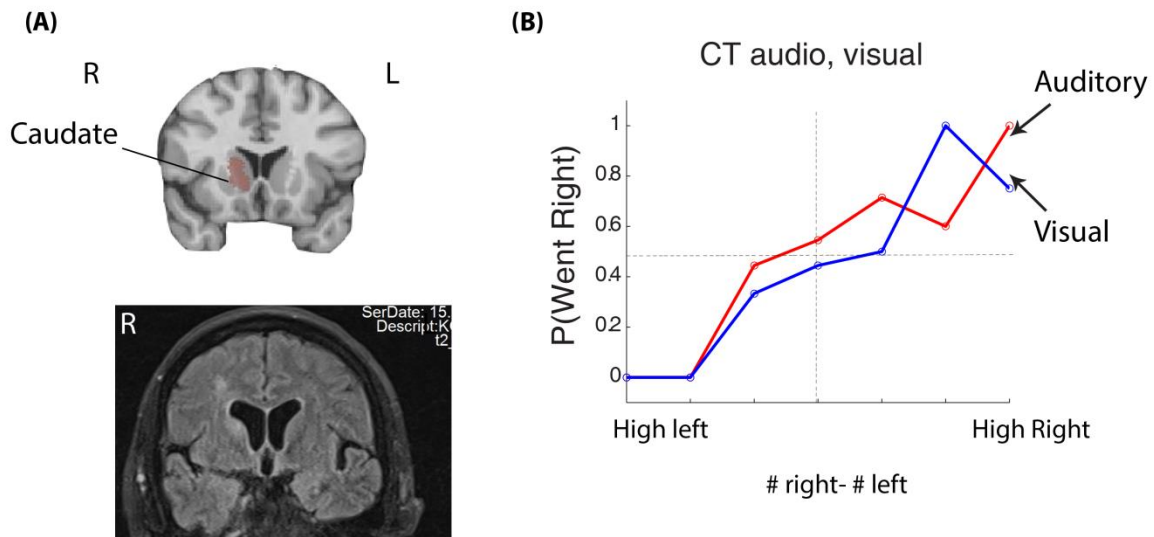 (A)
R L
Caudate
R
SerDate: 15.
Descript:K
t2_
(B)
CT audio, visual
Auditory
Visual
P(Went Right)
1
0.8
0.6
0.4
0.2
0
High left High Right
# right- # left